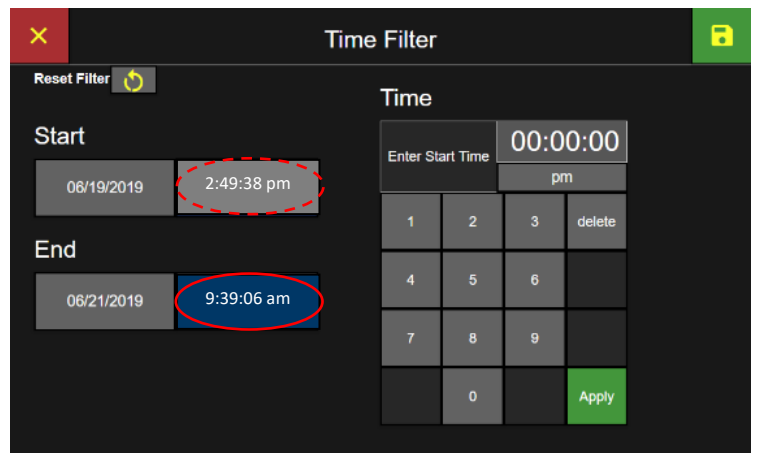 Time Filter
Reset Filter
Start
06/19/2019 2:49:38 pm
End
06/21/2019 9:39:06 am
Time
Enter Start Time 00:00:00
pm
1 2 3 delete
4 5 6
7 8 9
0 Apply